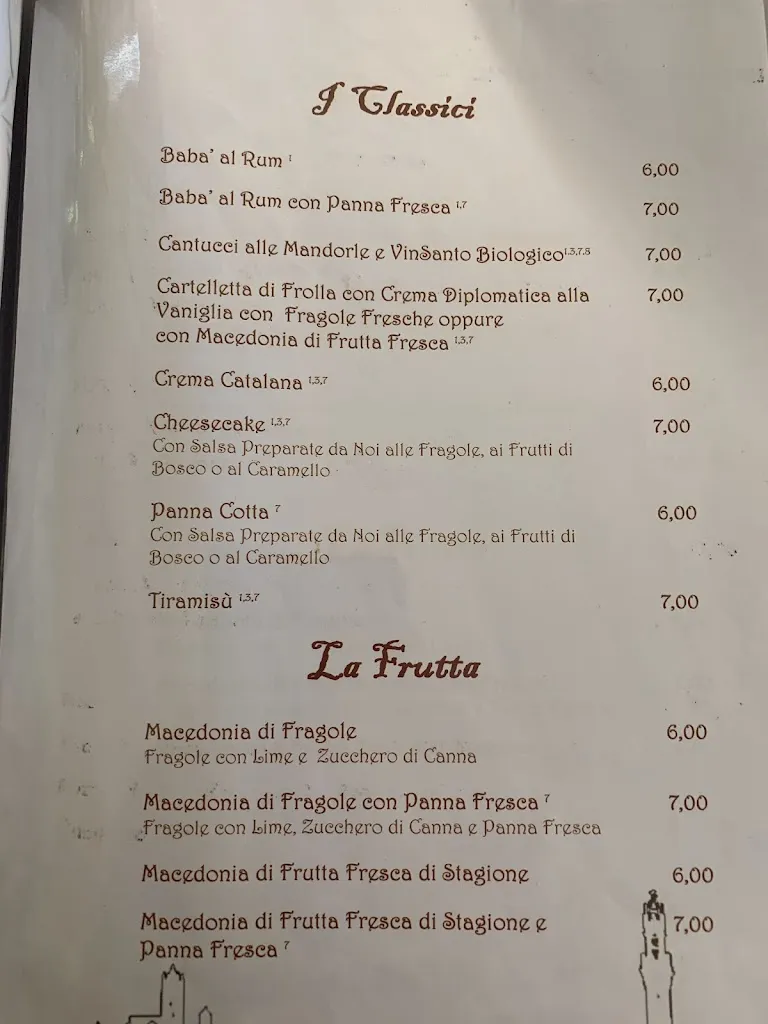 I Classici
Baba' al Rum 1 6,00
Baba' al Rum con Panna Fresca 1,7 7,00
Cantucci alle Mandorle e VinSanto Biologico 1,3,7,8 7,00
Cartelletta di Frolla con Crema Diplomatica alla 7,00
Vaniglia con Fragole Fresche oppure
con Macedonia di Frutta Fresca 1,3,7
Crema Catalana 1,3,7 6,00
Cheesecake 1,3,7 7,00
Con Salsa Preparate da Noi alle Fragole, ai Frutti di
Bosco o al Caramello
Panna Cotta 7 6,00
Con Salsa Preparate da Noi alle Fragole, ai Frutti di
Bosco o al Caramello
Tiramisù 1,3,7 7,00
La Frutta
Macedonia di Fragole 6,00
Fragole con Lime e Zucchero di Canna
Macedonia di Fragole con Panna Fresca 7 7,00
Fragole con Lime, Zucchero di Canna e Panna Fresca
Macedonia di Frutta Fresca di Stagione 6,00
Macedonia di Frutta Fresca di Stagione e 7,00
Panna Fresca 7